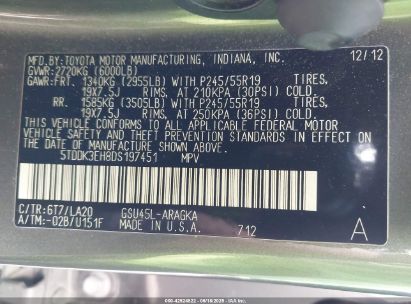 MFD.BY:TOYOTA MOTOR MANUFACTURING, INDIANA, INC. 12/12
GVWR:2720KG (6000LB)
GAWR:FRT. 1340KG (2955LB) WITH P245/55R19 TIRES,
19X7.5J RIMS, AT 210KPA (30PSI) COLD.
RR. 1585KG (3505LB) WITH P245/55R19 TIRES,
19X7.5J RIMS, AT 250KPA (36PSI) COLD.
THIS VEHICLE CONFORMS TO ALL APPLICABLE FEDERAL MOTOR
VEHICLE SAFETY AND THEFT PREVENTION STANDARDS IN EFFECT
ON THE DATE OF MANUFACTURE SHOWN ABOVE.
5TDDK3EH8DS197451 MPV
C/TR:6T7/LA20 GSU45L-ARAGKA
A/TM:-02B/U151F MADE IN U.S.A. 712 A